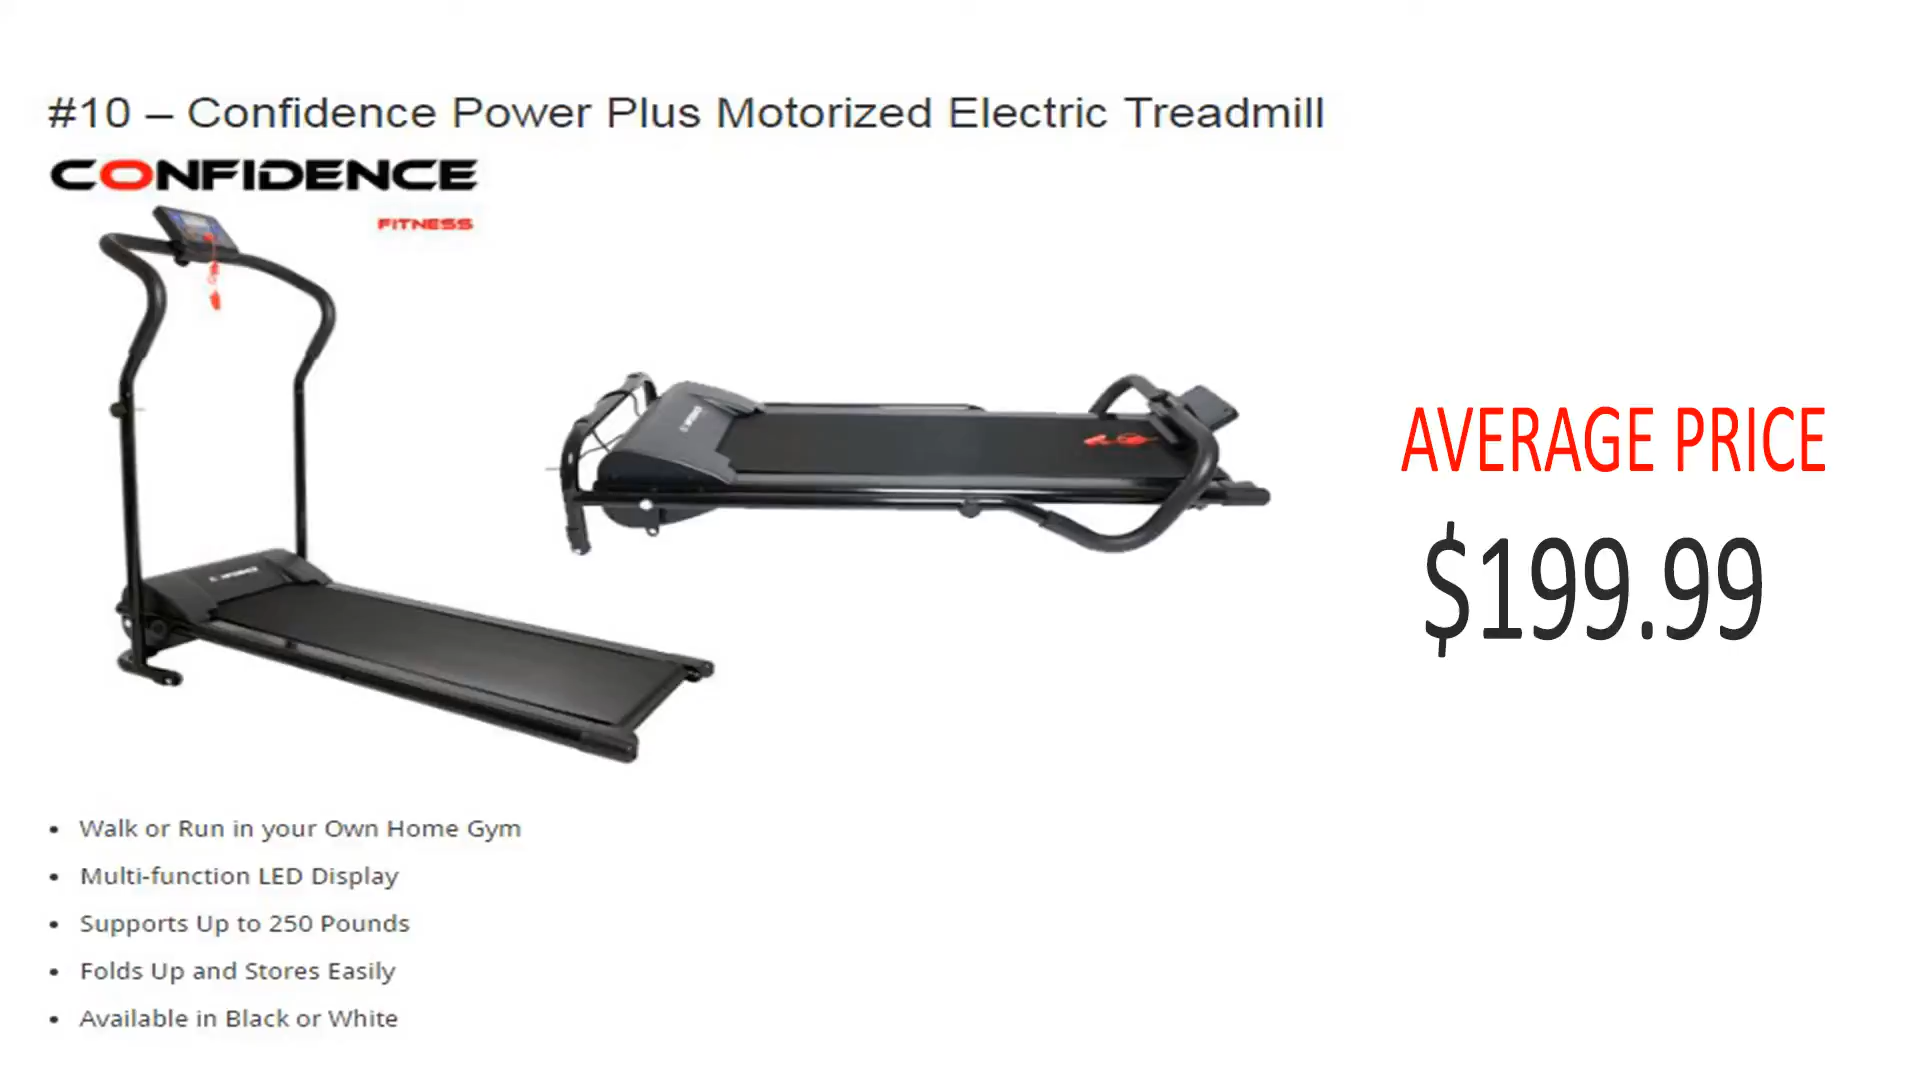 #10 – Confidence Power Plus Motorized Electric Treadmill
CONFIDENCE
FITNESS
AVERAGE PRICE
$199.99
• Walk or Run in your Own Home Gym
• Multi-function LED Display
• Supports Up to 250 Pounds
• Folds Up and Stores Easily
• Available in Black or White